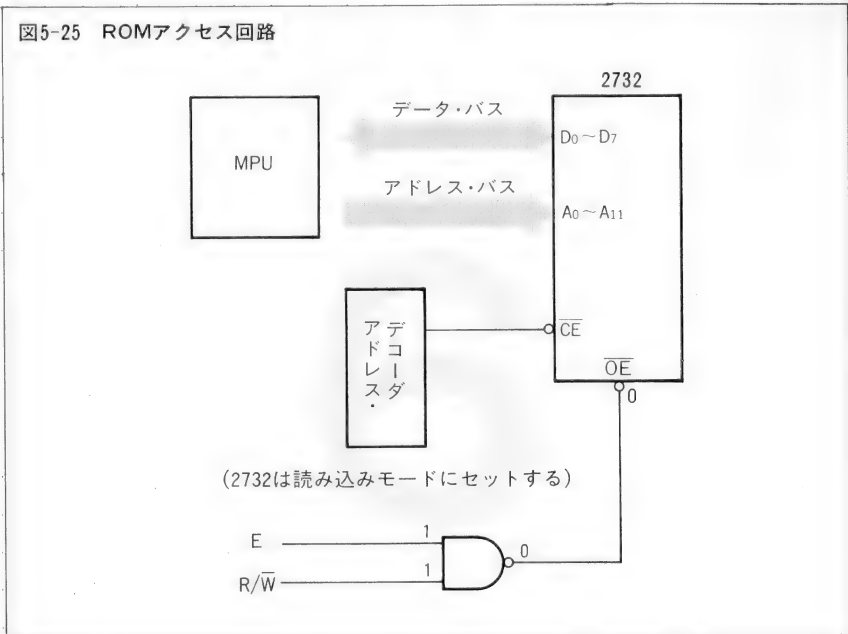 図5-25 ROMアクセス回路
2732
データ・バス
MPU
D0～D7
アドレス・バス
A0～A11
アドレス・
デコーダ
C̅E̅
O̅E̅
0
(2732は読み込みモードにセットする)
E
1
0
R/W̅
1